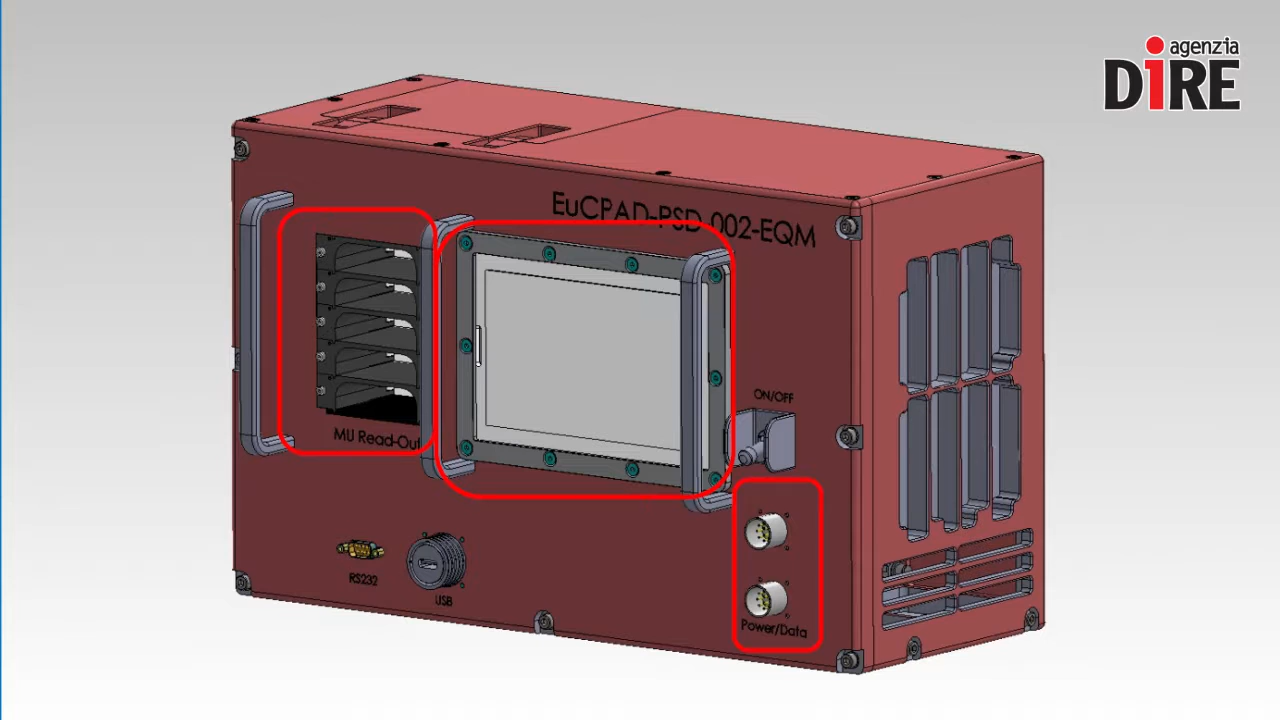 agenzia
DiRE
EuCPAD-PSD-002-EQM
ON/OFF
MU Read-Out
RS232
USB
Power/Data